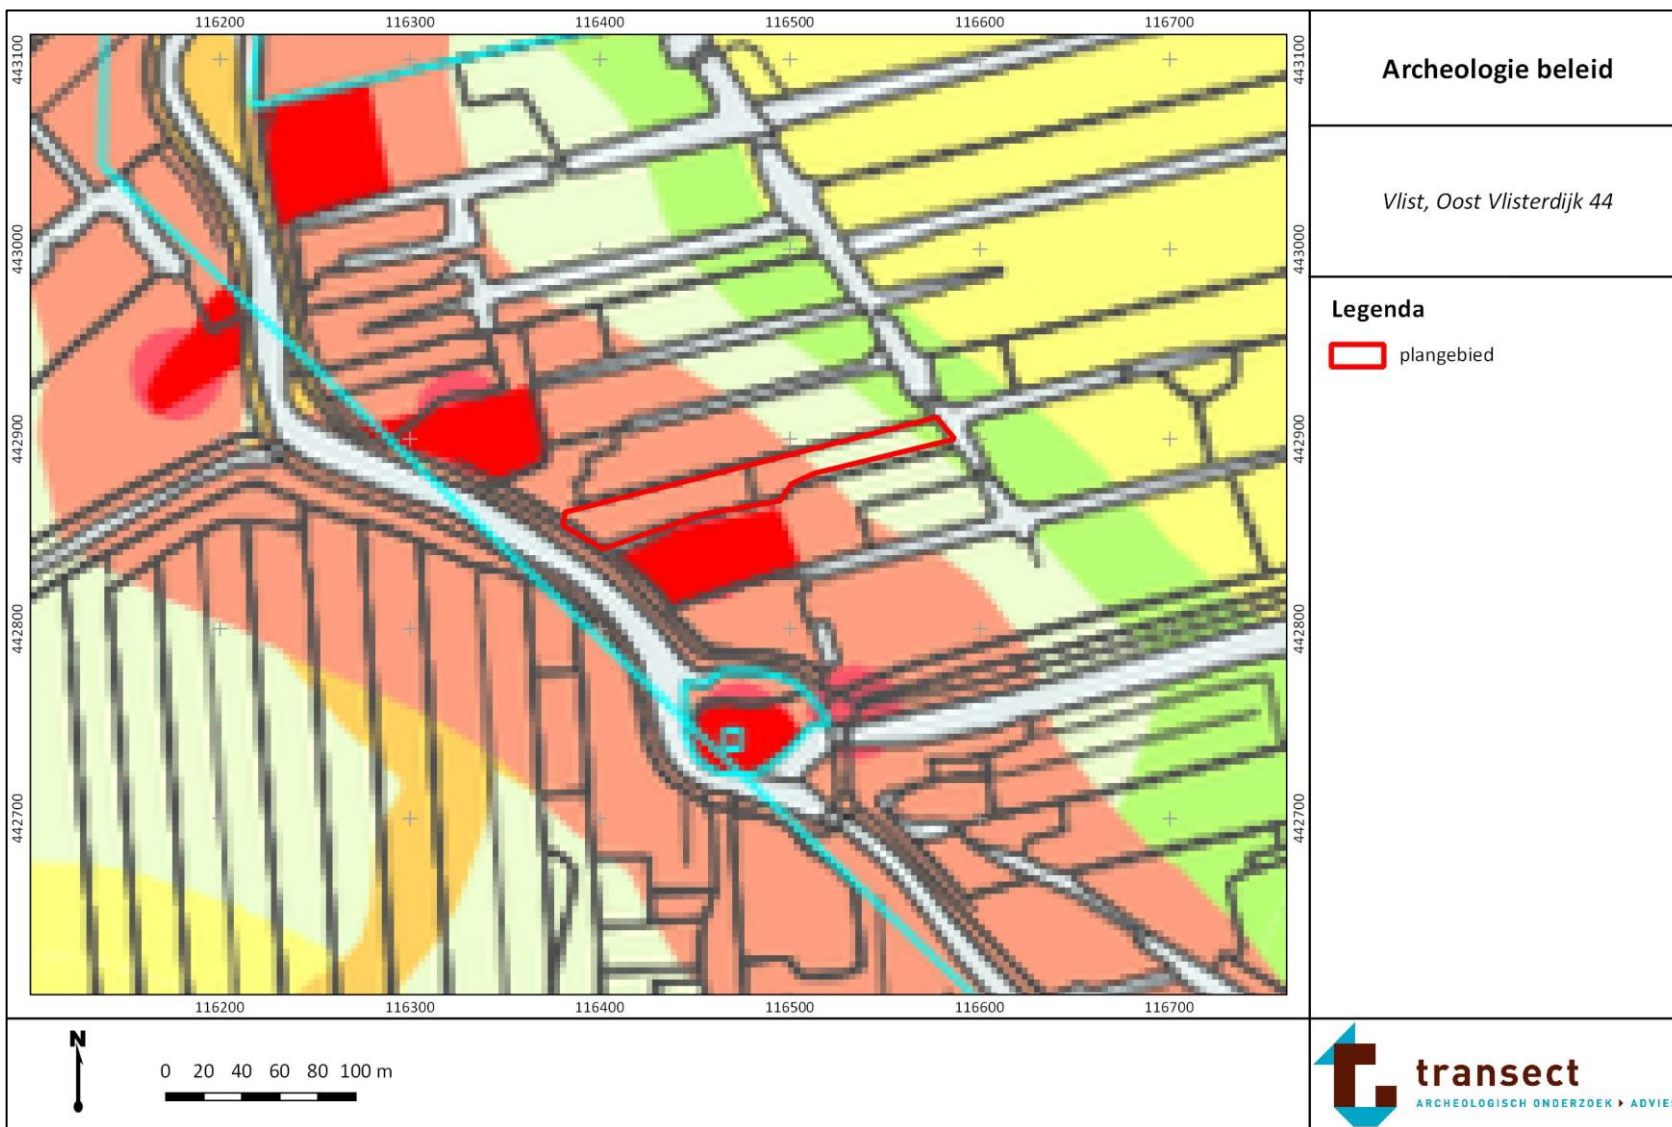 116200 116300 116400 116500 116600 116700
443100 443100
443000 443000
442900 442900
442800 442800
442700 442700
116200 116300 116400 116500 116600 116700
Archeologie beleid
Vlist, Oost Vlisterdijk 44
Legenda
plangebied
N
0 20 40 60 80 100 m
transect
ARCHEOLOGISCH ONDERZOEK ▸ ADVIES